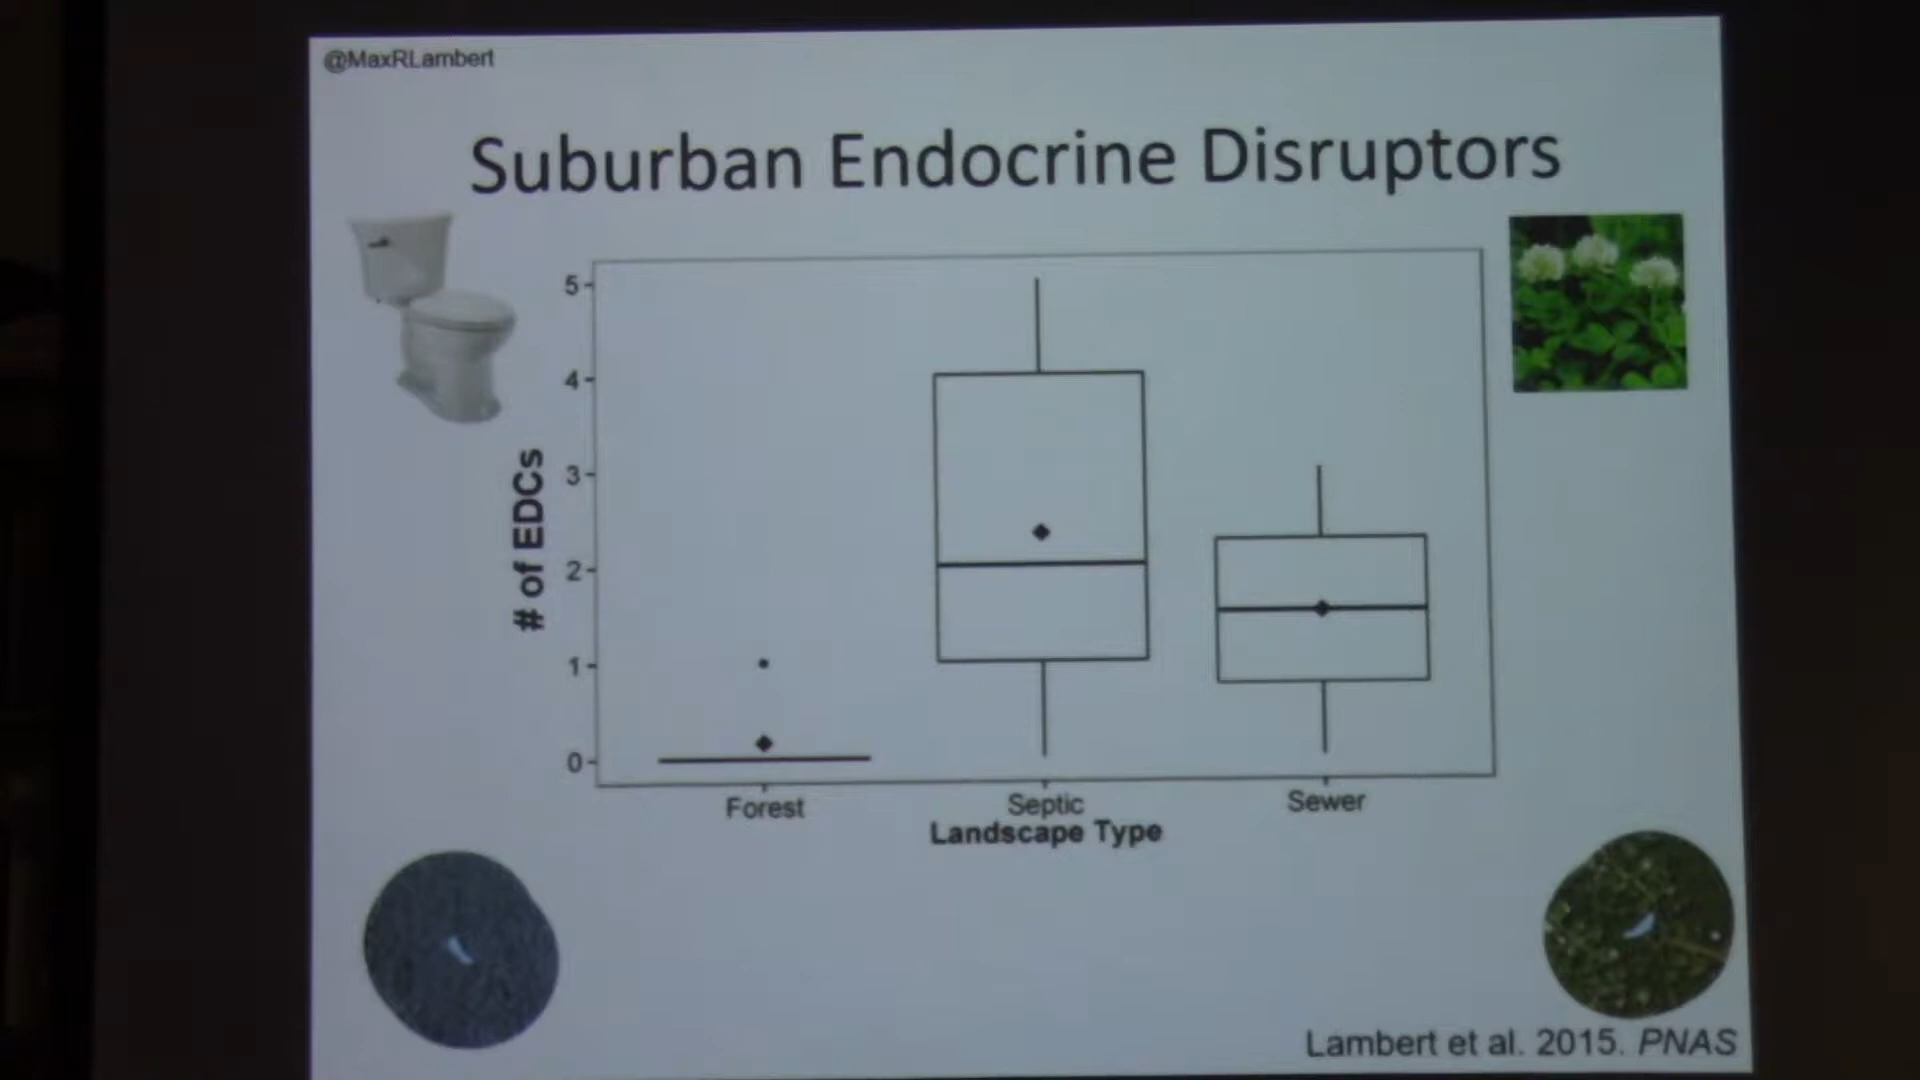 @MaxRLambert
Suburban Endocrine Disruptors
# of EDCs
5
4
3
2
1
0
Forest
Septic
Sewer
Landscape Type
Lambert et al. 2015. PNAS